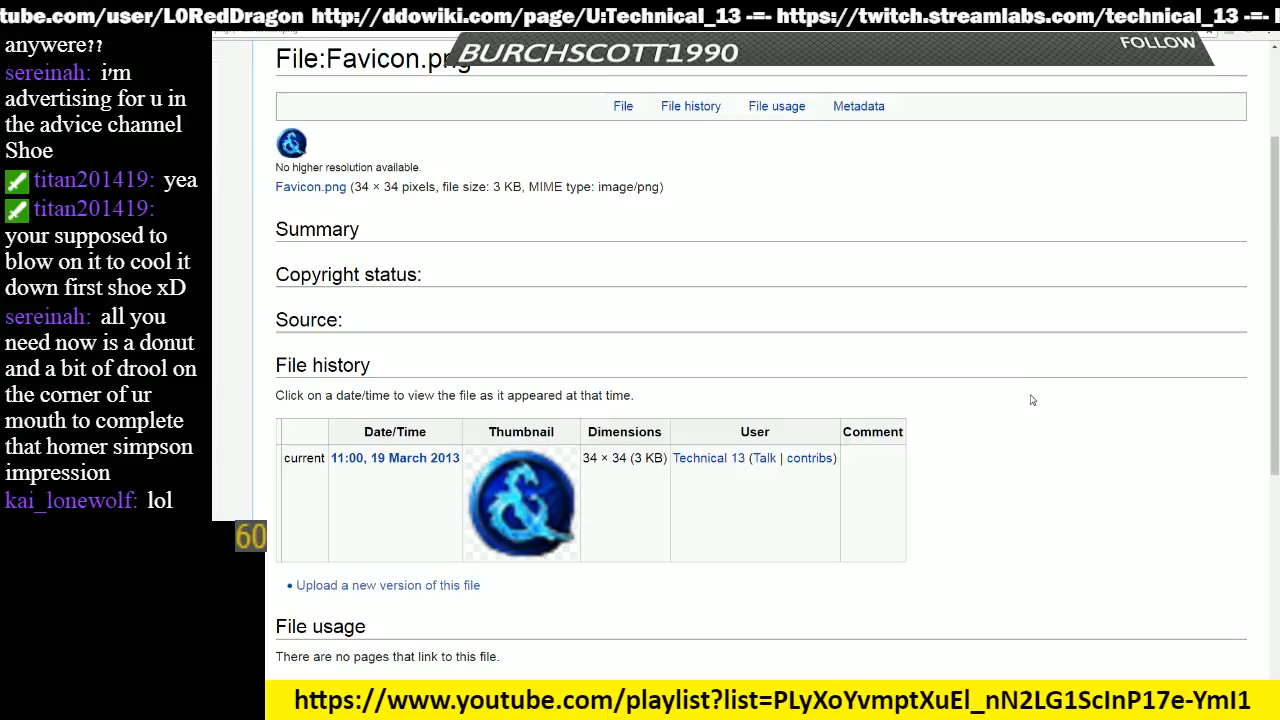 tube.com/user/L0RedDragon http://ddowiki.com/page/U:Technical_13 -=- https://twitch.streamlabs.com/technical_13 -=-
BURCHSCOTT1990
FOLLOW
anywere??
sereinah: i'm
advertising for u in
the advice channel
Shoe
titan201419: yea
titan201419:
your supposed to
blow on it to cool it
down first shoe xD
sereinah: all you
need now is a donut
and a bit of drool on
the corner of ur
mouth to complete
that homer simpson
impression
kai_lonewolf: lol
60
File:Favicon.png
File File history File usage Metadata
No higher resolution available.
Favicon.png (34 × 34 pixels, file size: 3 KB, MIME type: image/png)
Summary
Copyright status:
Source:
File history
Click on a date/time to view the file as it appeared at that time.
Date/Time Thumbnail Dimensions User Comment
current 11:00, 19 March 2013 34 × 34 (3 KB) Technical 13 (Talk | contribs)
Upload a new version of this file
File usage
There are no pages that link to this file.
https://www.youtube.com/playlist?list=PLyXoYvmptXuEl_nN2LG1ScInP17e-YmI1